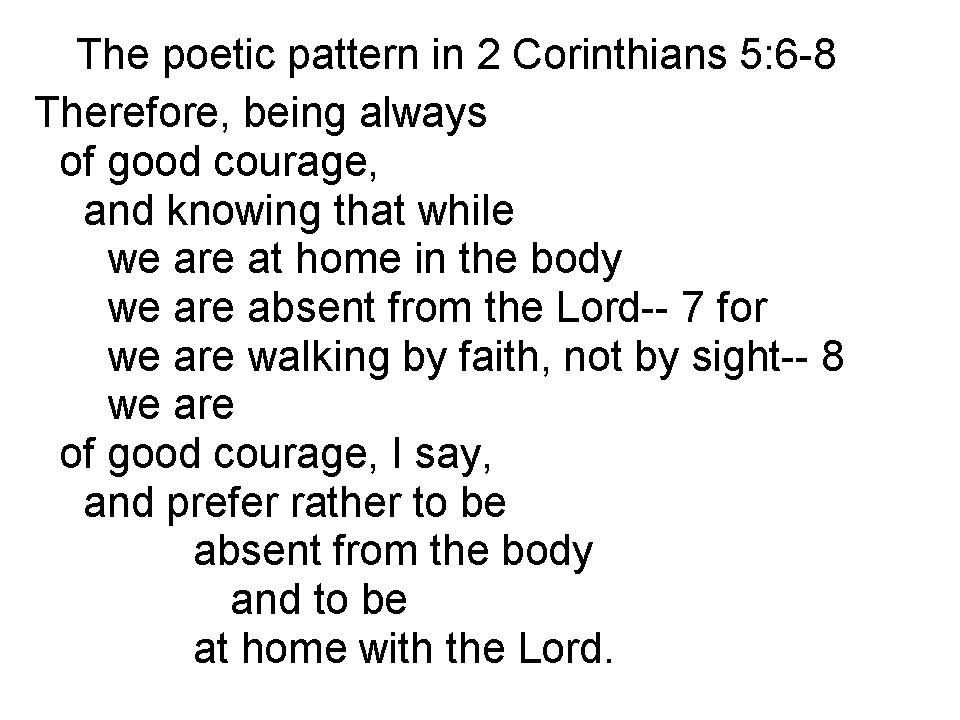 The poetic pattern in 2 Corinthians 5:6-8
Therefore, being always
of good courage,
and knowing that while
we are at home in the body
we are absent from the Lord-- 7 for
we are walking by faith, not by sight-- 8
we are
of good courage, I say,
and prefer rather to be
absent from the body
and to be
at home with the Lord.